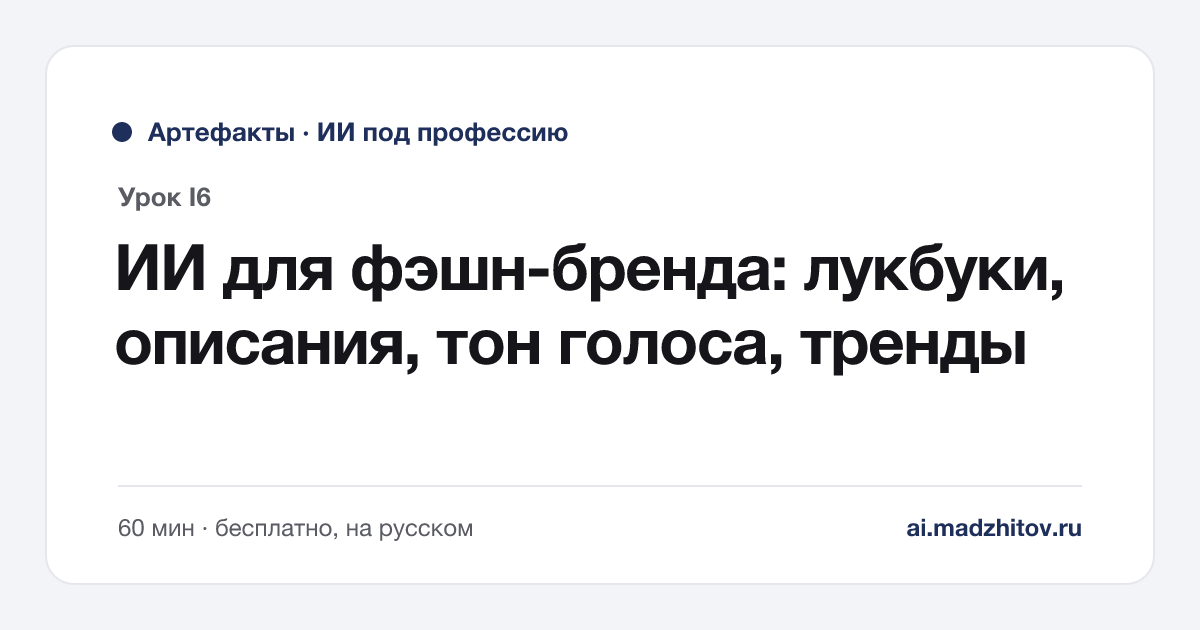 Артефакты · ИИ под профессию
Урок I6
ИИ для фэшн-бренда: лукбуки,
описания, тон голоса, тренды
60 мин · бесплатно, на русском
ai.madzhitov.ru